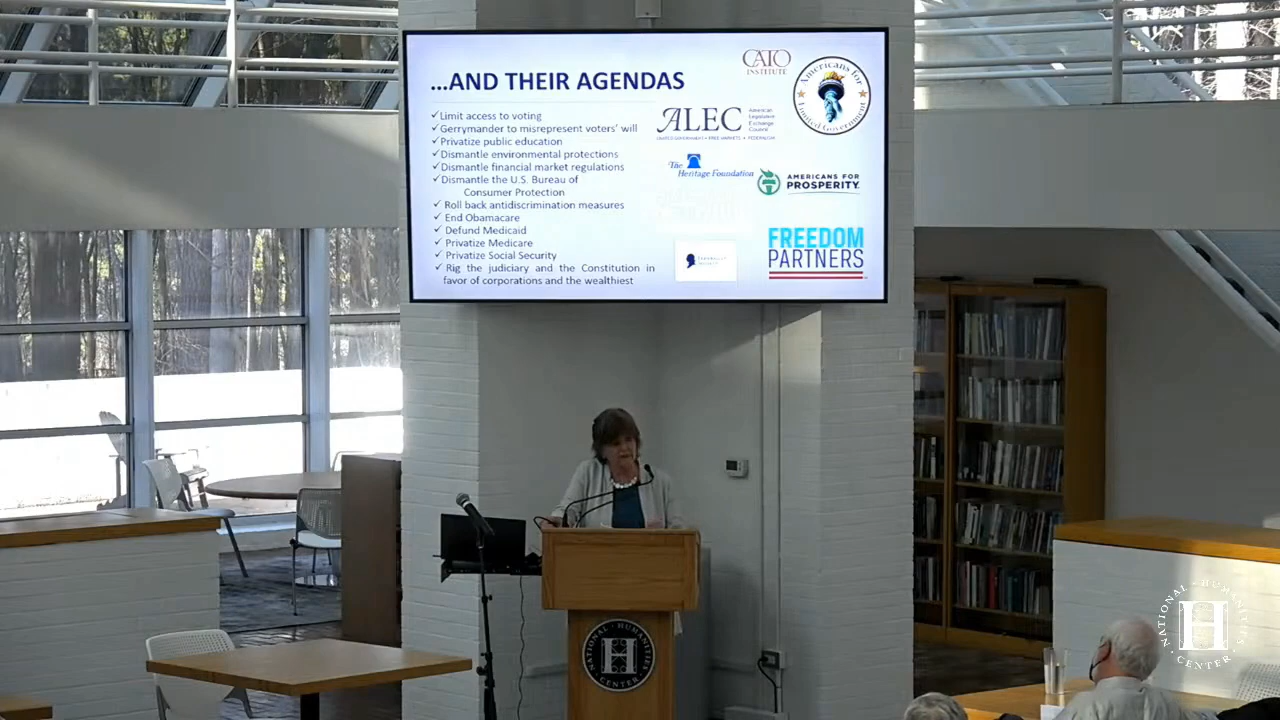 ...AND THEIR AGENDAS
✓Limit access to voting
✓Gerrymander to misrepresent voters' will
✓Privatize public education
✓Dismantle environmental protections
✓Dismantle financial market regulations
✓Dismantle the U.S. Bureau of
Consumer Protection
✓ Roll back antidiscrimination measures
✓ End Obamacare
✓ Defund Medicaid
✓ Privatize Medicare
✓ Privatize Social Security
✓ Rig the judiciary and the Constitution in
favor of corporations and the wealthiest
CATO
INSTITUTE
Americans for
Limited Government
ALEC
American
Legislative
Exchange
Council
The
Heritage Foundation
AMERICANS FOR
PROSPERITY.
FREEDOM
PARTNERS
NATIONAL HUMANITIES
CENTER
H
NATIONAL HUMANITIES
CENTER
H